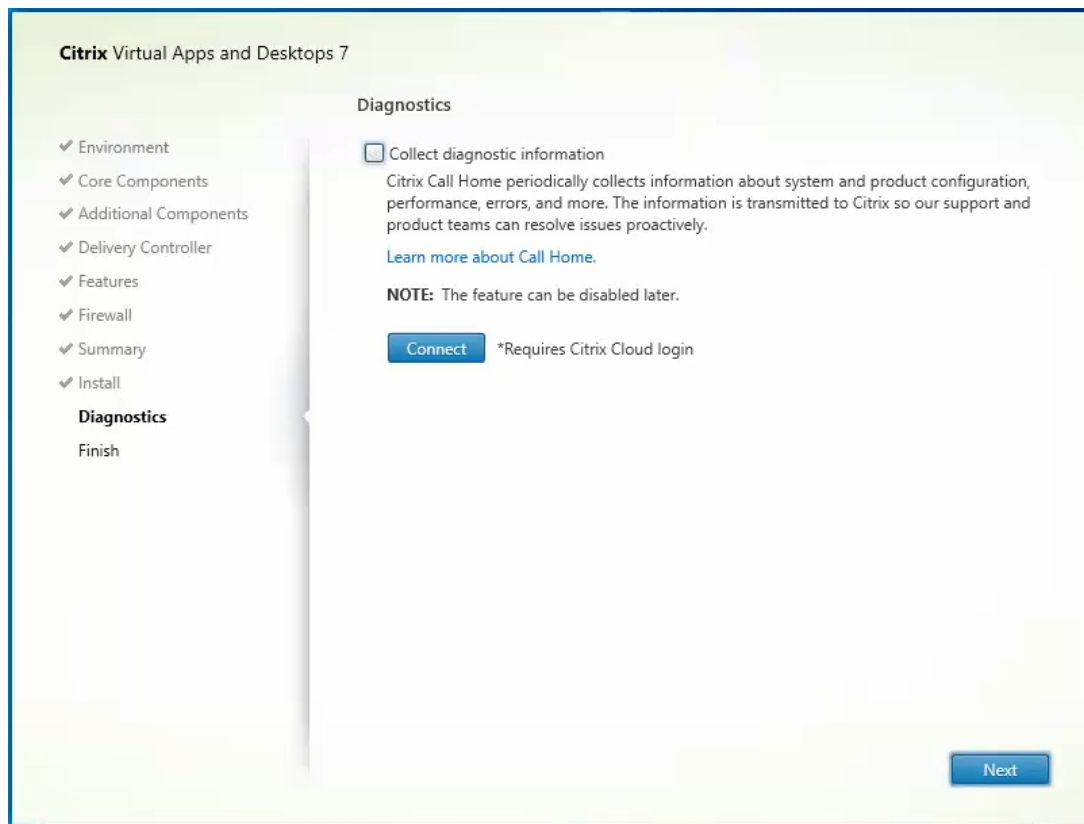 Citrix Virtual Apps and Desktops 7
Diagnostics
Environment
Core Components
Additional Components
Delivery Controller
Features
Firewall
Summary
Install
Diagnostics
Finish
Collect diagnostic information
Citrix Call Home periodically collects information about system and product configuration,
performance, errors, and more. The information is transmitted to Citrix so our support and
product teams can resolve issues proactively.
Learn more about Call Home.
NOTE: The feature can be disabled later.
Connect *Requires Citrix Cloud login
Next